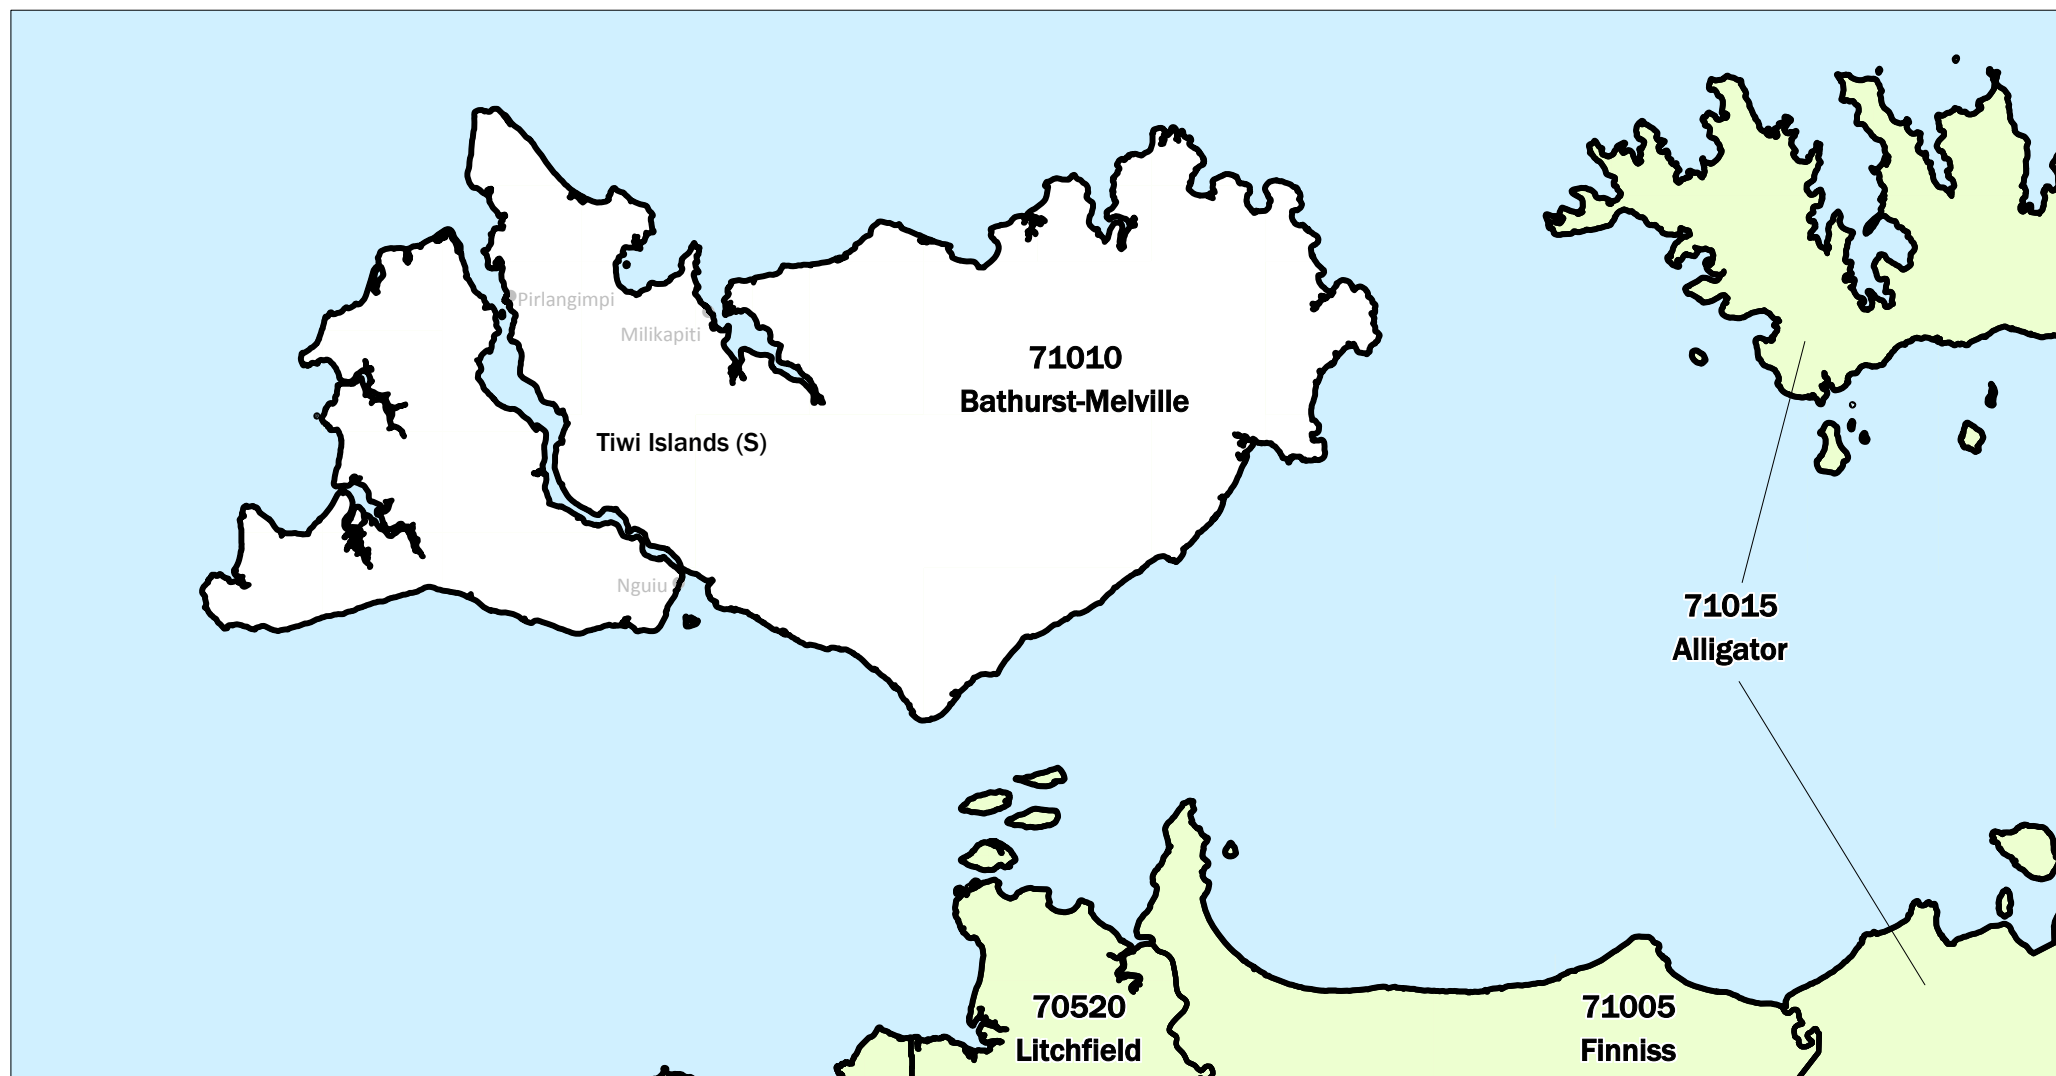 Pirlangimpi
Milikapiti
71010
Bathurst-Melville
Tiwi Islands (S)
Nguiu
71015
Alligator
70520
Litchfield
71005
Finniss